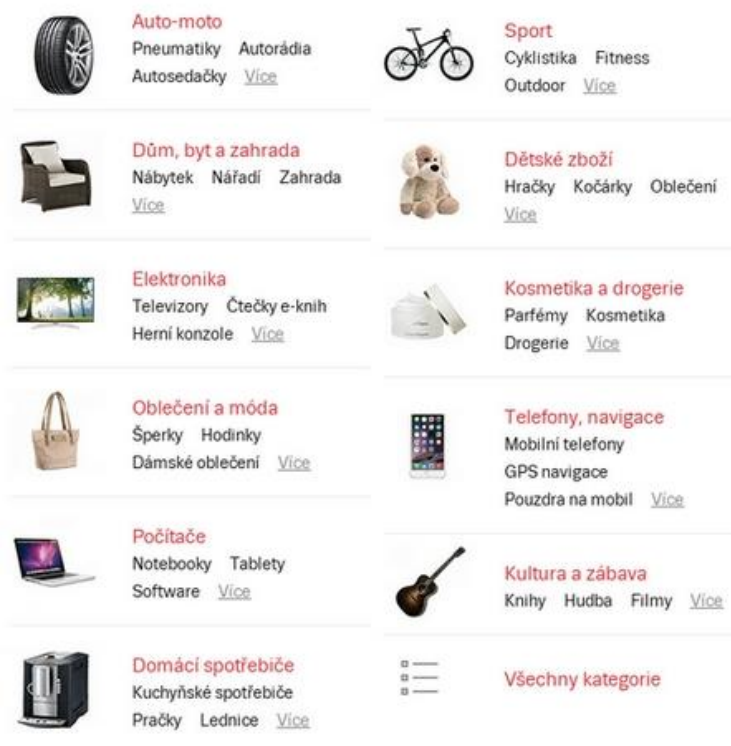 Auto-moto
Pneumatiky Autorádia
Autosedačky Více
Dům, byt a zahrada
Nábytek Nářadí Zahrada
Více
Elektronika
Televizory Čtečky e-knih
Herní konzole Více
Oblečení a móda
Šperky Hodinky
Dámské oblečení Více
Počítače
Notebooky Tablety
Software Více
Domácí spotřebiče
Kuchyňské spotřebiče
Pračky Lednice Více
Sport
Cyklistika Fitness
Outdoor Více
Dětské zboží
Hračky Kočárky Oblečení
Více
Kosmetika a drogerie
Parfémy Kosmetika
Drogerie Více
Telefony, navigace
Mobilní telefony
GPS navigace
Pouzdra na mobil Více
Kultura a zábava
Knihy Hudba Filmy Více
Všechny kategorie